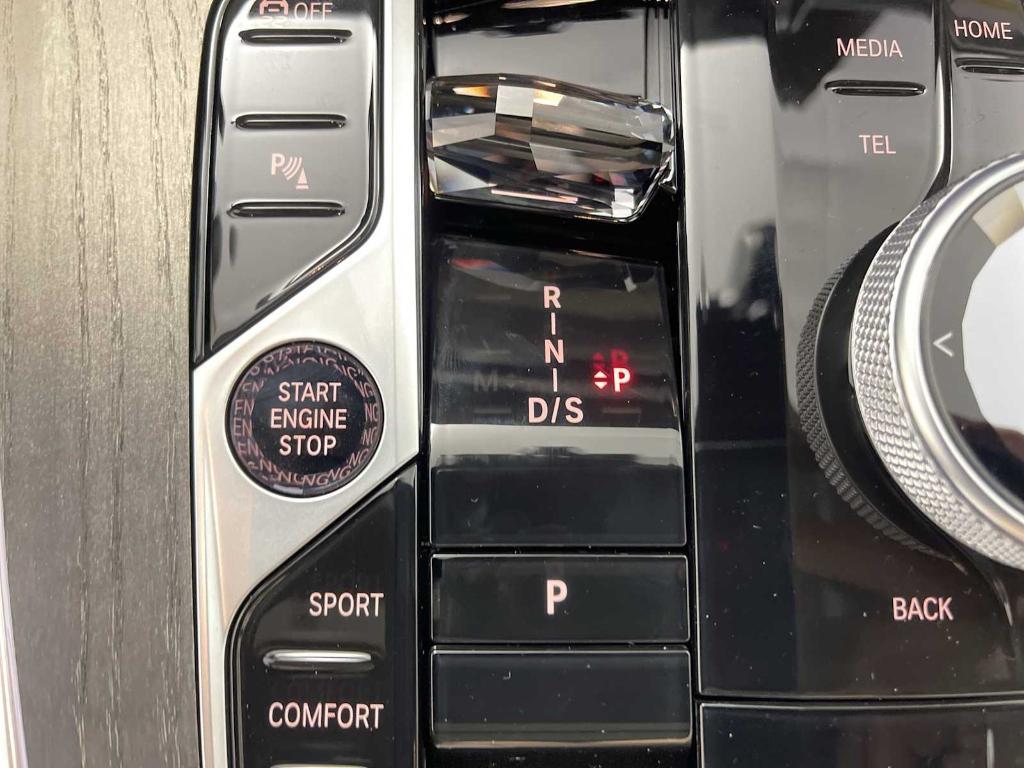 OFF
P
START
ENGINE
STOP
SPORT
COMFORT
R
N
M
P
D/S
P
MEDIA
HOME
TEL
BACK